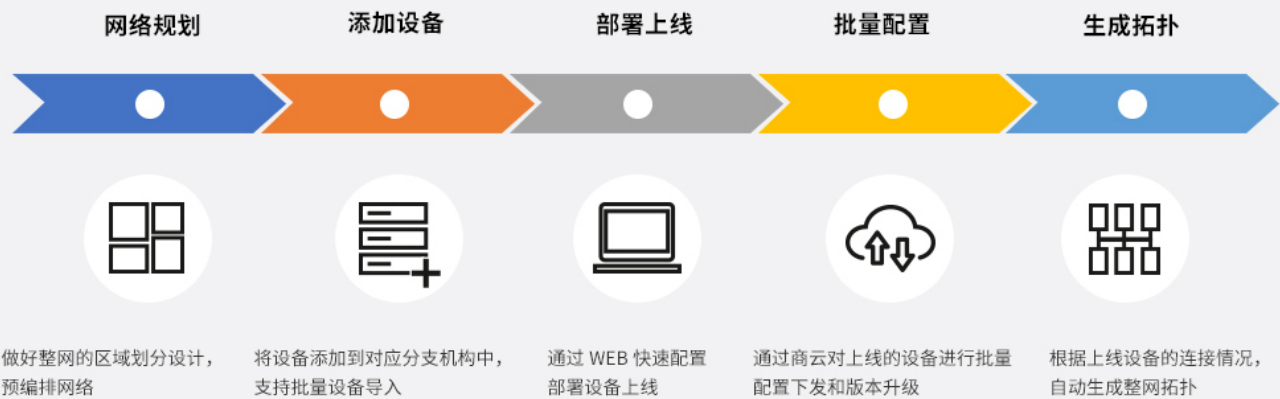 网络规划
添加设备
部署上线
批量配置
生成拓扑
做好整网的区域划分设计，
预编排网络
将设备添加到对应分支机构中，
支持批量设备导入
通过 WEB 快速配置
部署设备上线
通过商云对上线的设备进行批量
配置下发和版本升级
根据上线设备的连接情况，
自动生成整网拓扑